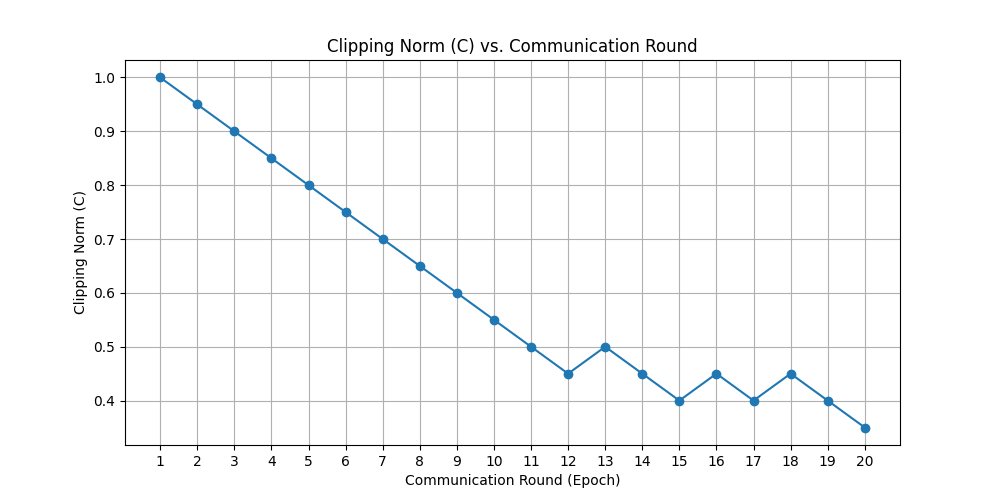 Clipping Norm (C) vs. Communication Round
Clipping Norm (C)
1.0
0.9
0.8
0.7
0.6
0.5
0.4
1 2 3 4 5 6 7 8 9 10 11 12 13 14 15 16 17 18 19 20
Communication Round (Epoch)